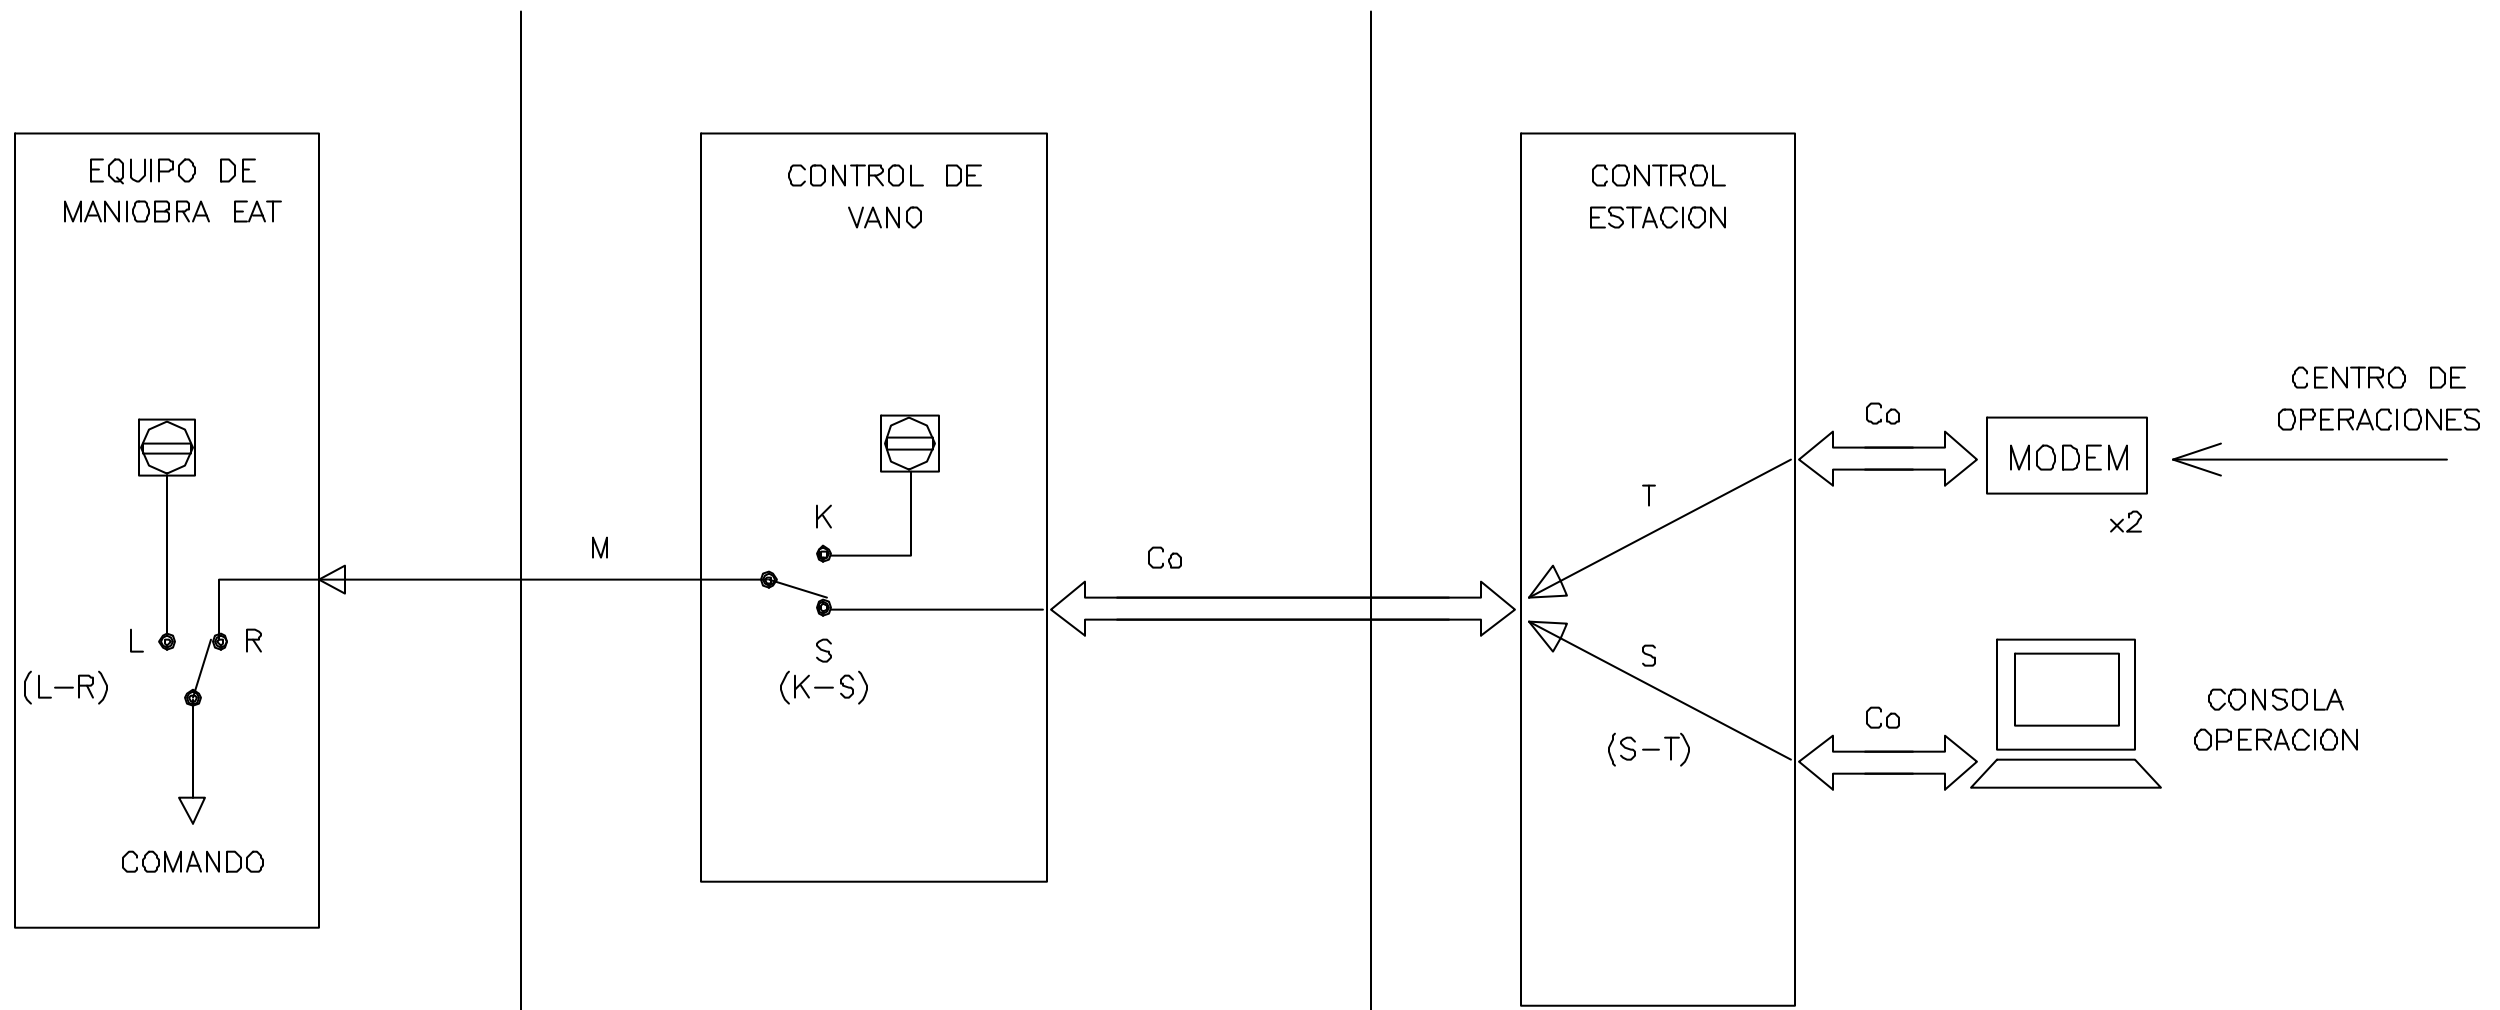 EQUIPO DE
MANIOBRA EAT
L
R
(L-R)
COMANDO
M
CONTROL DE
VANO
K
S
(K-S)
Co
CONTROL
ESTACION
T
S
(S-T)
Co
MODEM
x2
CENTRO DE
OPERACIONES
Co
CONSOLA
OPERACION